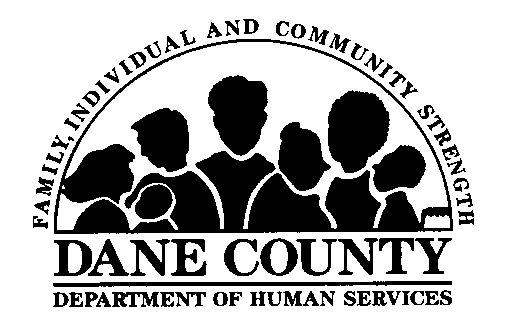 FAMILY, INDIVIDUAL AND COMMUNITY STRENGTH
DANE COUNTY
DEPARTMENT OF HUMAN SERVICES